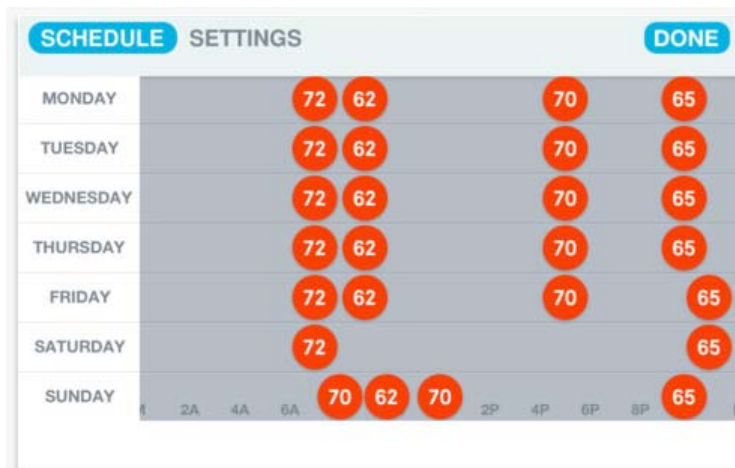 SCHEDULE SETTINGS DONE
MONDAY 72 62 70 65
TUESDAY 72 62 70 65
WEDNESDAY 72 62 70 65
THURSDAY 72 62 70 65
FRIDAY 72 62 70 65
SATURDAY 72 65
SUNDAY 70 62 70 65
2A 4A 6A 2P 4P 6P 8P